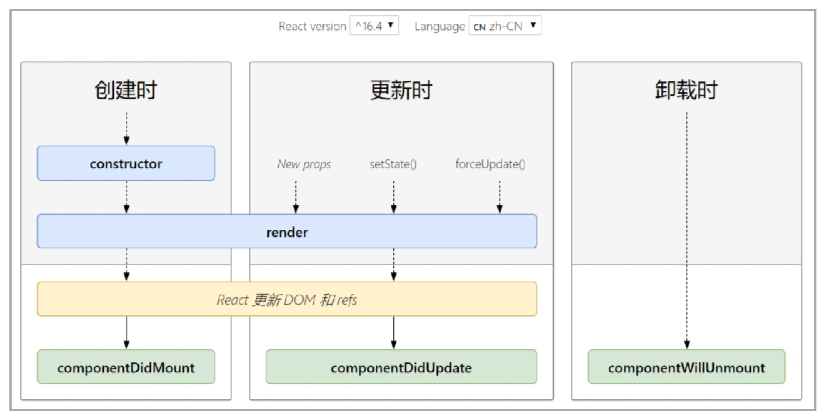 React version ^16.4 Language CN zh-CN
创建时 更新时 卸载时
constructor
New props setState() forceUpdate()
render
React 更新 DOM 和 refs
componentDidMount componentDidUpdate componentWillUnmount